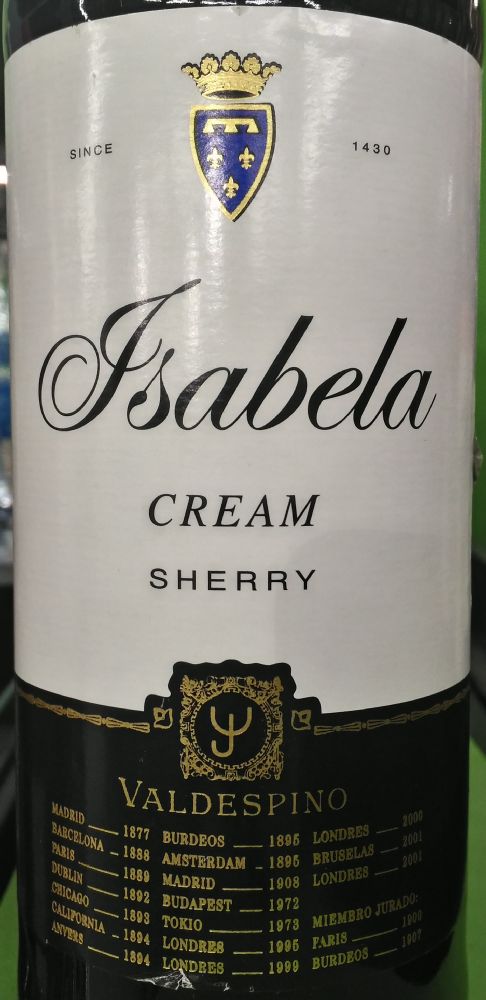 SINCE 1430
Isabela
CREAM
SHERRY
VALDESPINO
MADRID 1877
BARCELONA 1888
PARIS 1889
DUBLIN 1892
CHICAGO 1893
CALIFORNIA 1894
ANVERS 1894
BURDEOS 1895
AMSTERDAM 1895
MADRID 1908
BUDAPEST 1972
TOKIO 1973
LONDRES 1995
LONDRES 1999
LONDRES 2000
BRUSELAS 2001
LONDRES 2001
MIEMBRO JURADO:
PARIS 1900
BURDEOS 1907